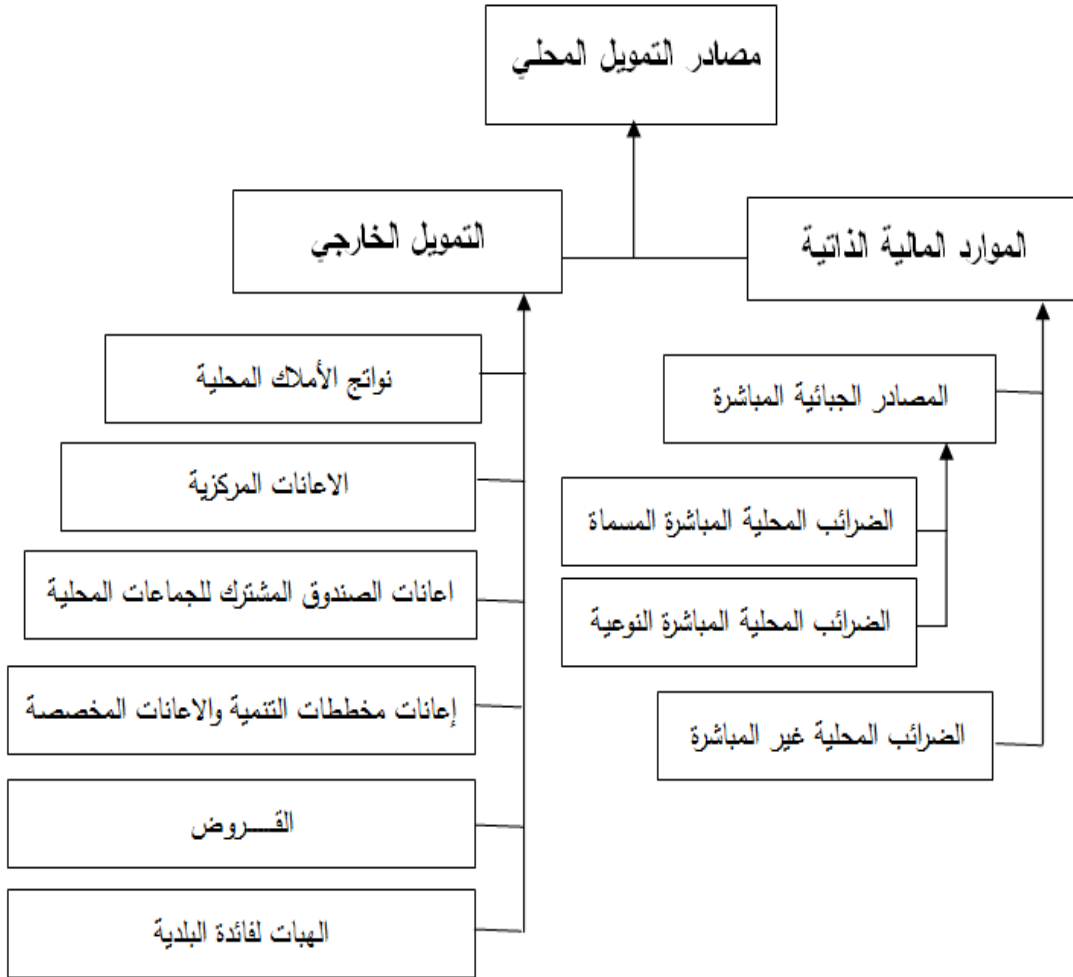 مصادر التمويل المحلي
الموارد المالية الذاتية
المصادر الجبائية المباشرة
الضرائب المحلية المباشرة المسماة
الضرائب المحلية المباشرة النوعية
الضرائب المحلية غير المباشرة
التمويل الخارجي
نواتج الأملاك المحلية
الاعانات المركزية
اعانات الصندوق المشترك للجماعات المحلية
إعانات مخططات التنمية والاعانات المخصصة
القـــروض
الهبات لفائدة البلدية